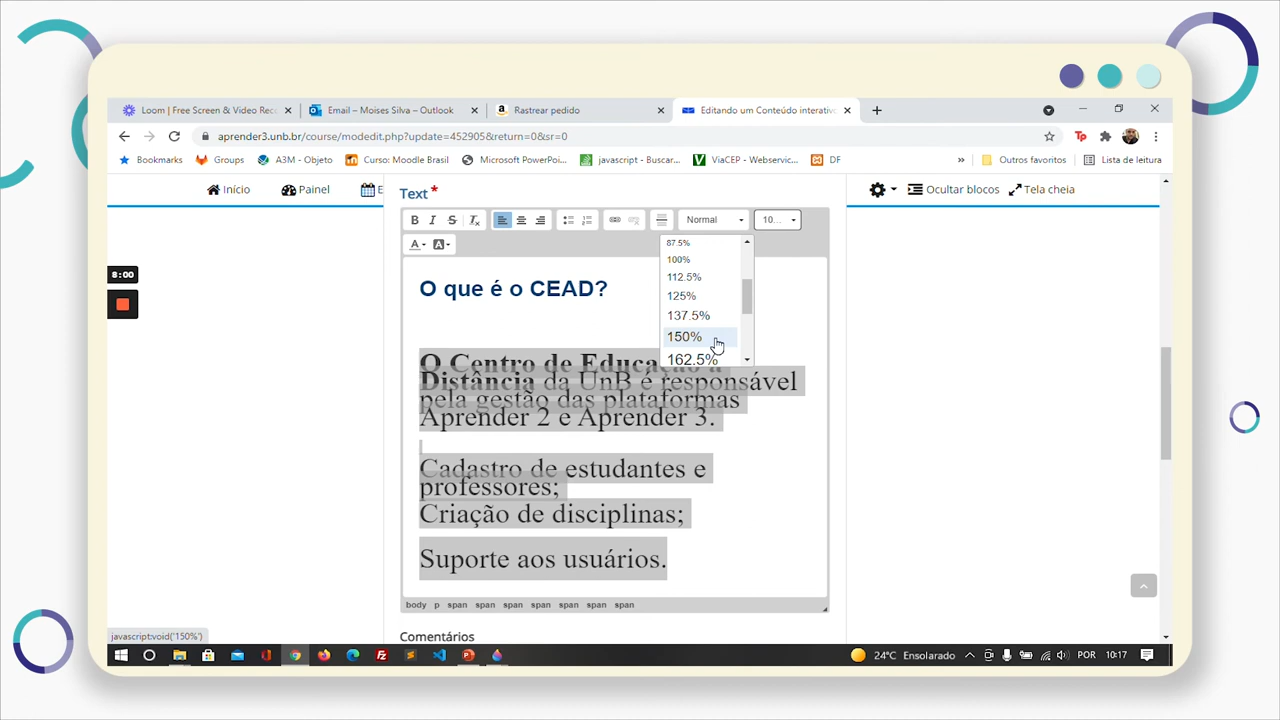 Loom | Free Screen & Video Rec
Email – Moises Silva – Outlook
Rastrear pedido
Editando um Conteúdo interativo
aprender3.unb.br/course/modedit.php?update=452905&return=0&sr=0
Tp
Bookmarks
Groups
A3M - Objeto
Curso: Moodle Brasil
Microsoft PowerPoi...
javascript - Buscar...
ViaCEP - Webservic...
DF
»
Outros favoritos
Lista de leitura
Início
Painel
E
Text*
Ocultar blocos
Tela cheia
B I S Tx
Normal
10...
A
A
87.5%
100%
112.5%
125%
137.5%
150%
162.5%
8:00
O que é o CEAD?
O Centro de Educação a
Distância da UnB é responsável
pela gestão das plataformas
Aprender 2 e Aprender 3.
Cadastro de estudantes e
professores;
Criação de disciplinas;
Suporte aos usuários.
body p span span span span span span span
Comentários
javascript:void('150%')
24°C Ensolarado
POR
10:17